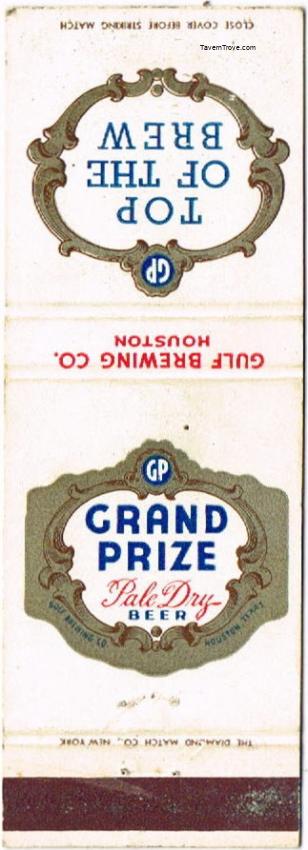 CLOSE COVER BEFORE STRIKING MATCH
TavernTrove.com
TOP
OF THE
BREW
GP
GULF BREWING CO.
HOUSTON
GP
GRAND
PRIZE
Pale Dry
BEER
GULF BREWING CO.
HOUSTON, TEXAS
THE DIAMOND MATCH CO., NEW YORK